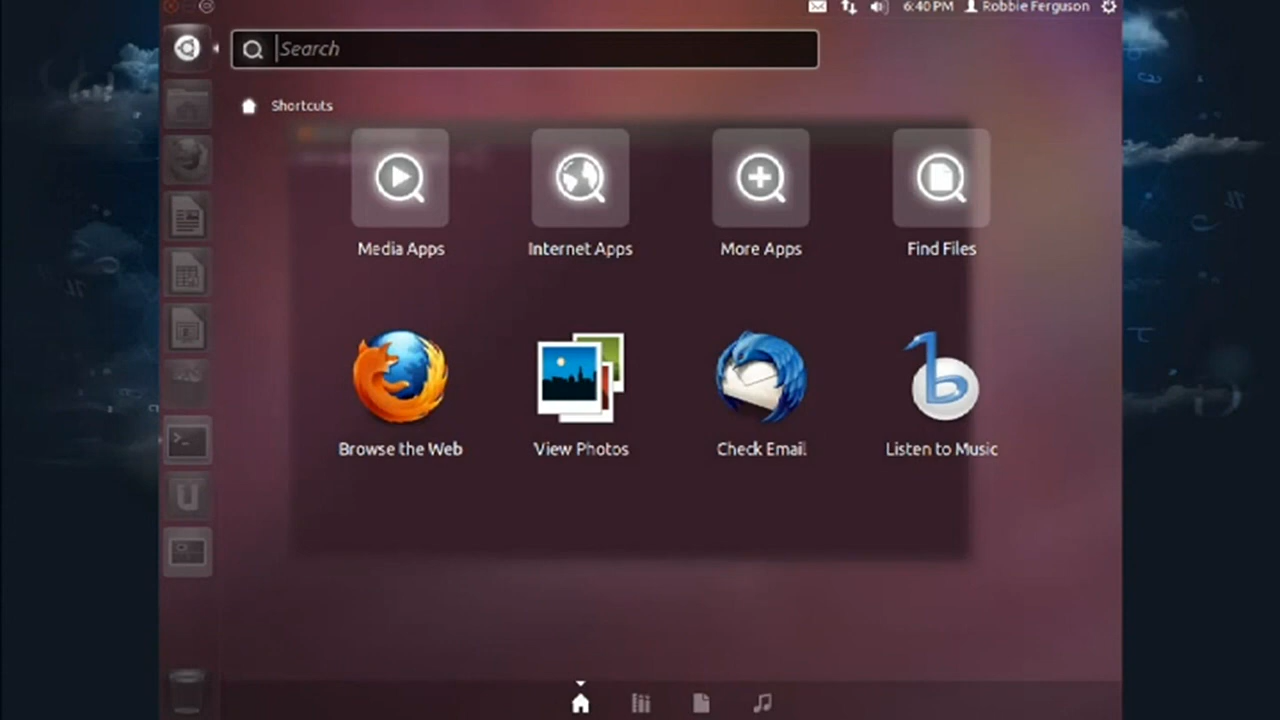 6:40 PM Robbie Ferguson
Search
Shortcuts
Media Apps Internet Apps More Apps Find Files
Browse the Web View Photos Check Email Listen to Music